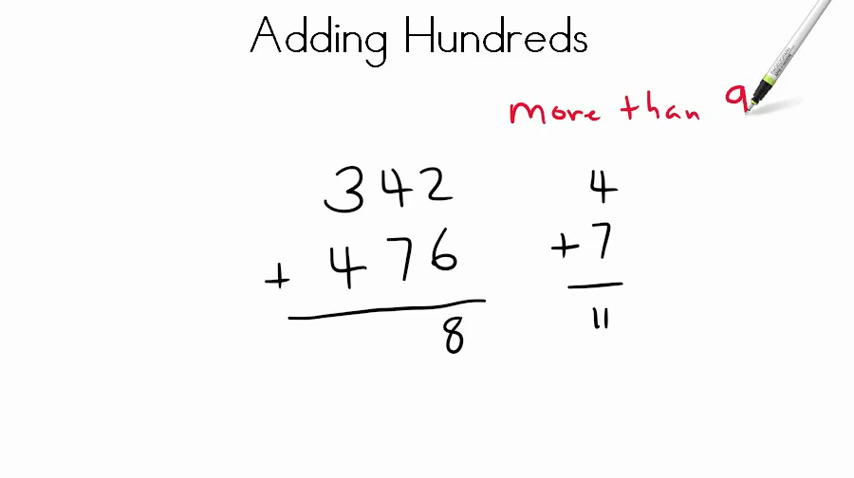 Adding Hundreds
more than 9
342 4
+ 476 + 7
8 11